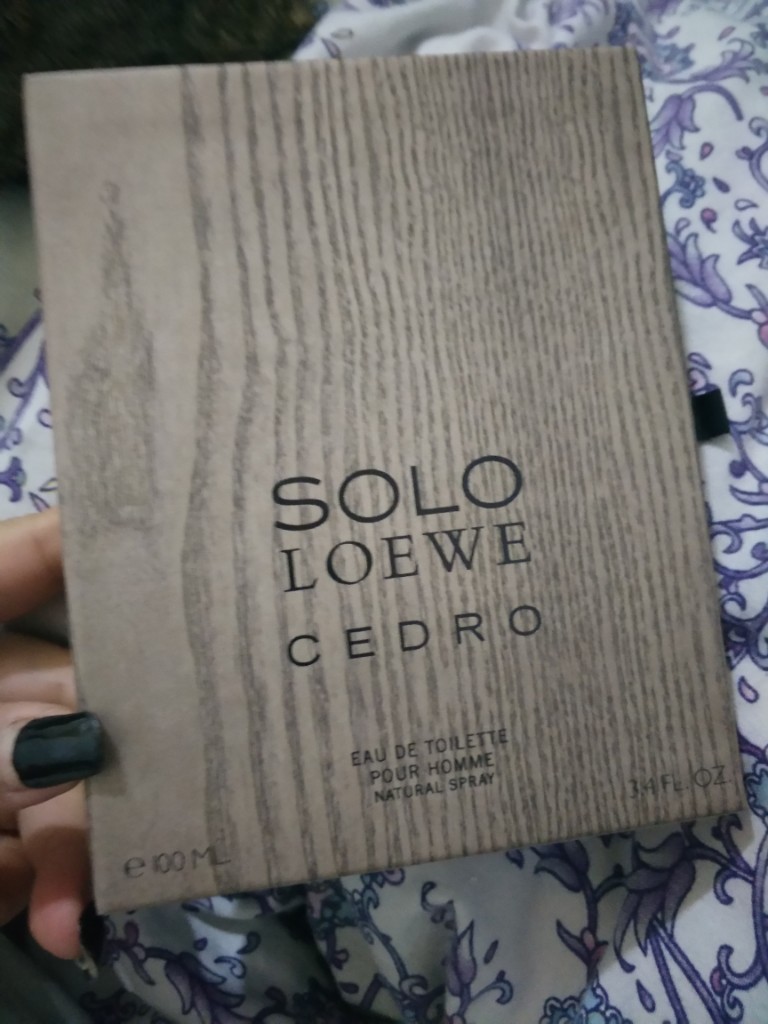 SOLO
LOEWE
CEDRO
EAU DE TOILETTE
POUR HOMME
NATURAL SPRAY
3.4 FL. OZ.
e 100 ML